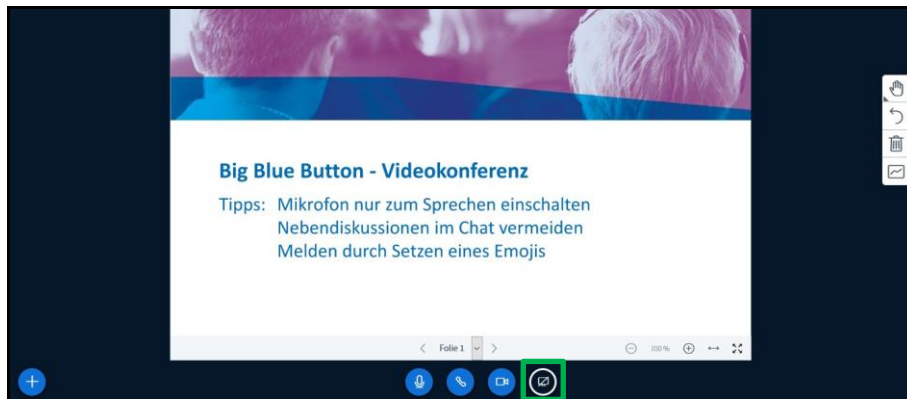 Big Blue Button - Videokonferenz
Tipps: Mikrofon nur zum Sprechen einschalten
Nebendiskussionen im Chat vermeiden
Melden durch Setzen eines Emojis
Folie 1
100 %